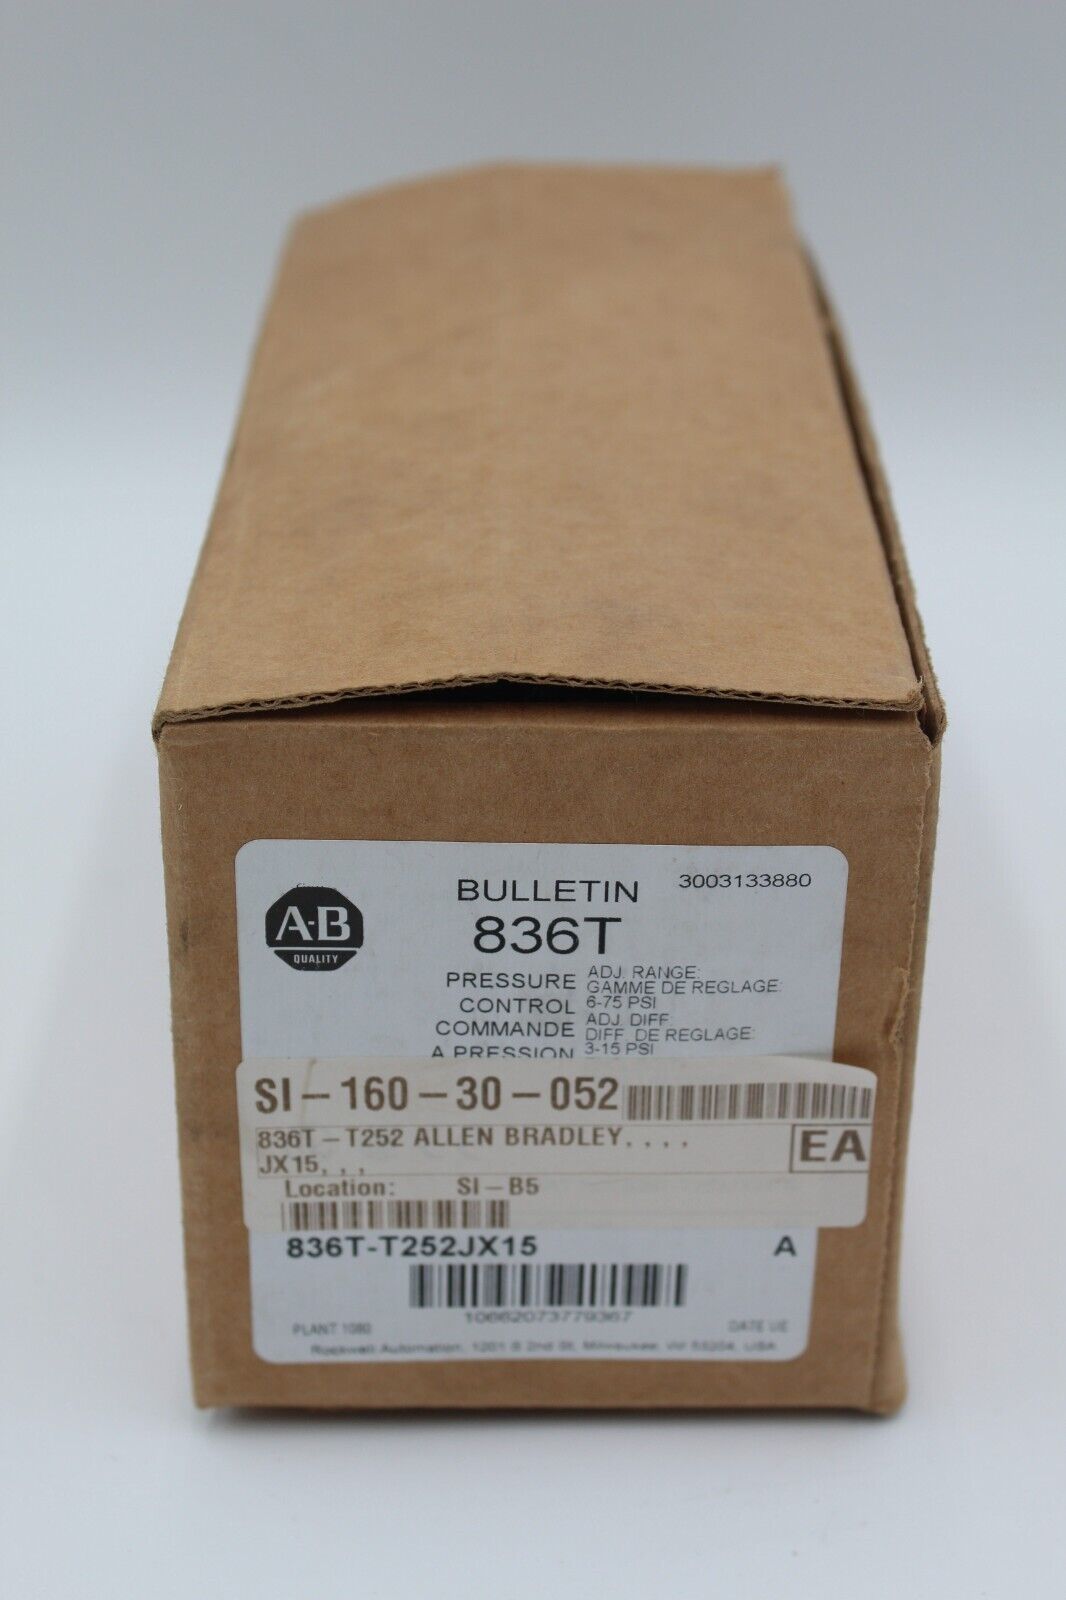 A-B
QUALITY
BULLETIN
836T
3003133880
PRESSURE
CONTROL
COMMANDE
A PRESSION
ADJ. RANGE:
GAMME DE REGLAGE:
6-75 PSI
ADJ. DIFF:
DIFF. DE REGLAGE:
3-15 PSI
SI-160-30-052
836T-T252 ALLEN BRADLEY,,,,
JX15,,,
EA
Location: SI-B5
836T-T252JX15 A
10662073779367
PLANT 1080 DATE UE
Rockwell Automation, 1201 S 2nd St, Milwaukee, WI 53204, USA